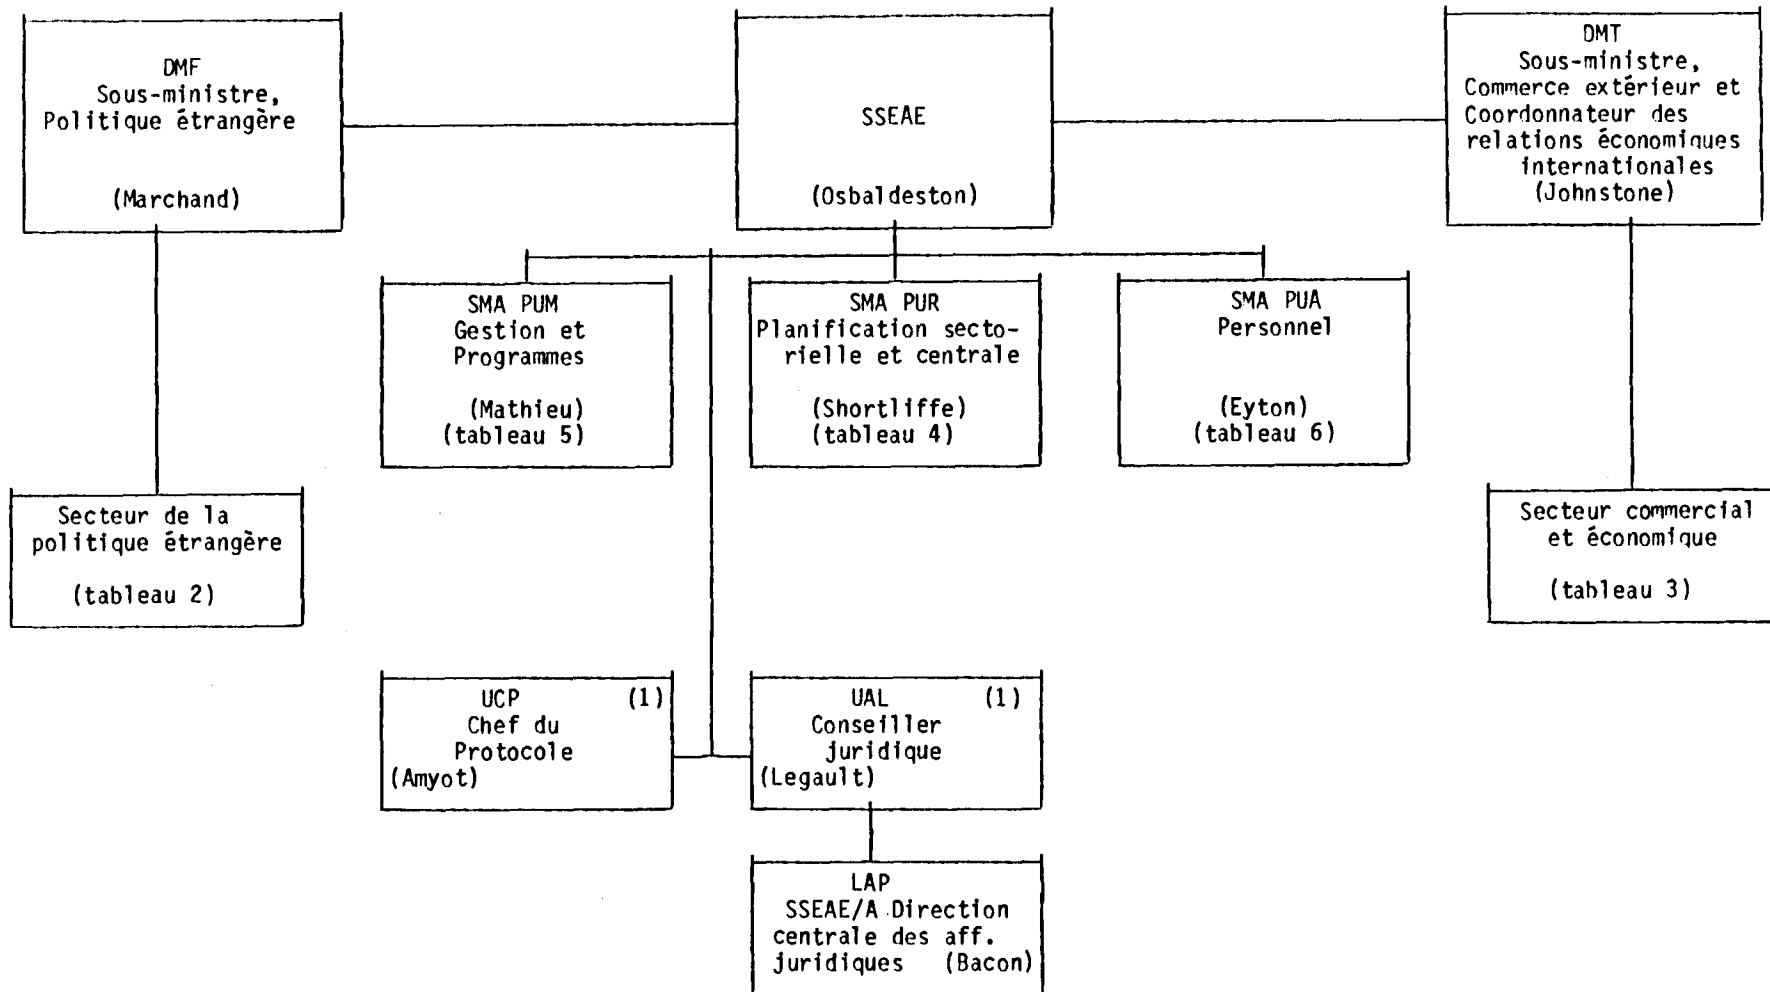 DMF
Sous-ministre,
Politique étrangère
(Marchand)
SSEAE
(Osbaldeston)
DMT
Sous-ministre,
Commerce extérieur et
Coordonnateur des
relations économiques
internationales
(Johnstone)
SMA PUM
Gestion et
Programmes
(Mathieu)
(tableau 5)
SMA PUR
Planification secto-
rielle et centrale
(Shortliffe)
(tableau 4)
SMA PUA
Personnel
(Eyton)
(tableau 6)
Secteur de la
politique étrangère
(tableau 2)
Secteur commercial
et économique
(tableau 3)
UCP (1)
Chef du
Protocole
(Amyot)
UAL (1)
Conseiller
juridique
(Legault)
LAP
SSEAE/A Direction
centrale des aff.
juridiques (Bacon)